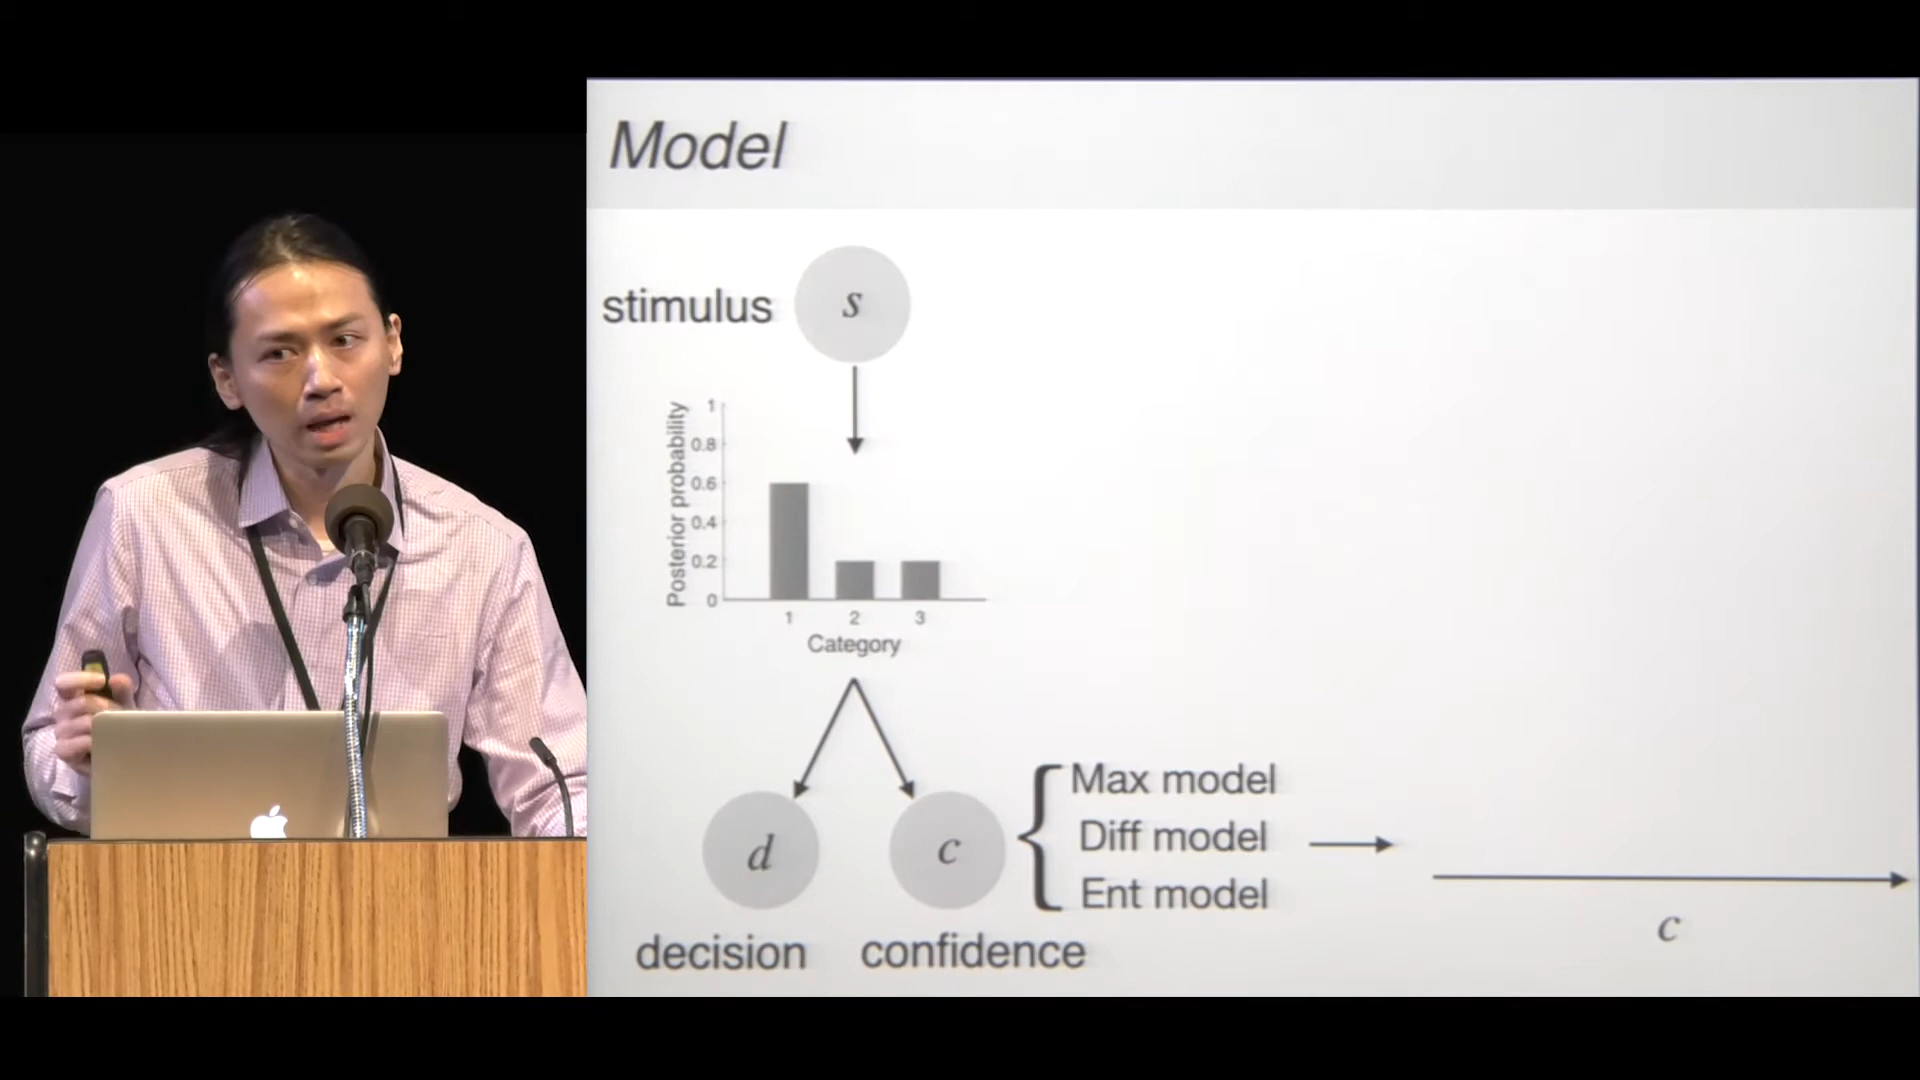 Model
stimulus
s
Posterior probability
1
0.8
0.6
0.4
0.2
0
1 2 3
Category
d
c
Max model
Diff model
Ent model
c
decision
confidence